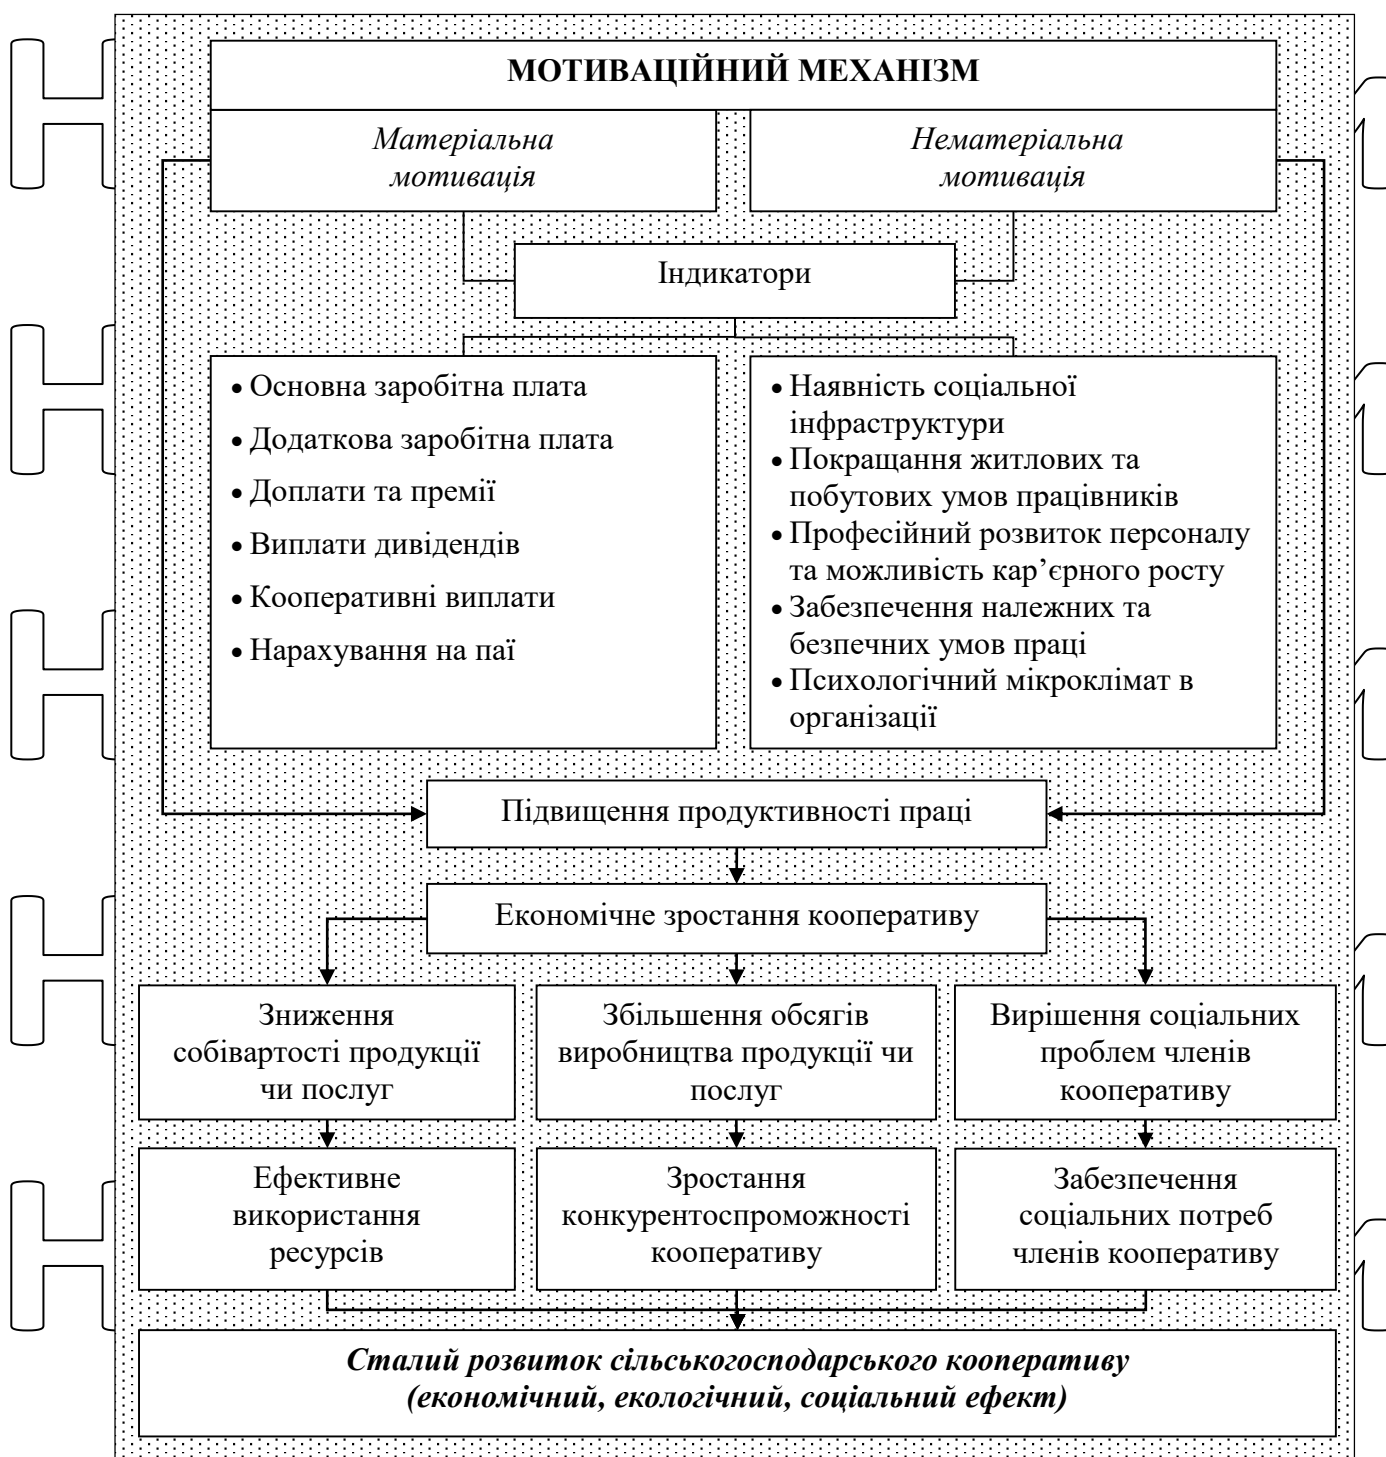 МОТИВАЦІЙНИЙ МЕХАНІЗМ
Матеріальна
мотивація
Нематеріальна
мотивація
Індикатори
• Основна заробітна плата
• Додаткова заробітна плата
• Доплати та премії
• Виплати дивідендів
• Кооперативні виплати
• Нарахування на паї
• Наявність соціальної
інфраструктури
• Покращання житлових та
побутових умов працівників
• Професійний розвиток персоналу
та можливість кар’єрного росту
• Забезпечення належних та
безпечних умов праці
• Психологічний мікроклімат в
організації
Підвищення продуктивності праці
Економічне зростання кооперативу
Зниження
собівартості продукції
чи послуг
Збільшення обсягів
виробництва продукції чи
послуг
Вирішення соціальних
проблем членів
кооперативу
Ефективне
використання
ресурсів
Зростання
конкурентоспроможності
кооперативу
Забезпечення
соціальних потреб
членів кооперативу
Сталий розвиток сільськогосподарського кооперативу
(економічний, екологічний, соціальний ефект)